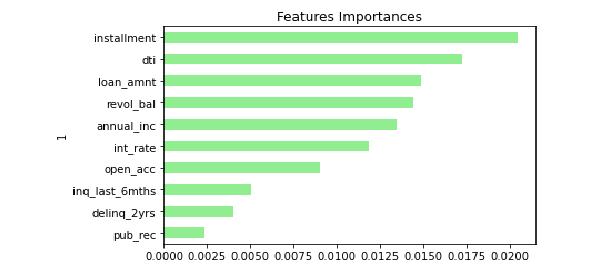 Features Importances
installment
dti
loan_amnt
revol_bal
annual_inc
int_rate
open_acc
inq_last_6mths
delinq_2yrs
pub_rec
1
0.0000 0.0025 0.0050 0.0075 0.0100 0.0125 0.0150 0.0175 0.0200